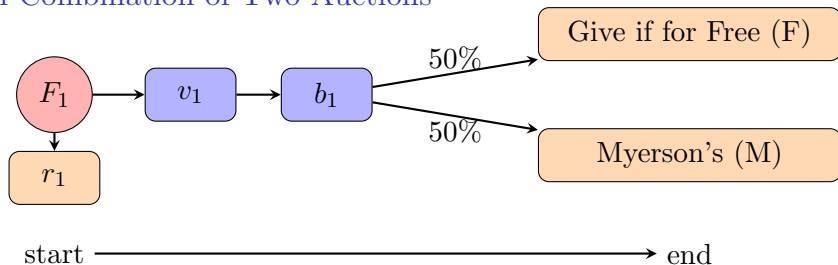 Combination of Two Auctions
Give if for Free (F)
50%
F₁
v₁
b₁
50%
Myerson's (M)
r₁
start
end